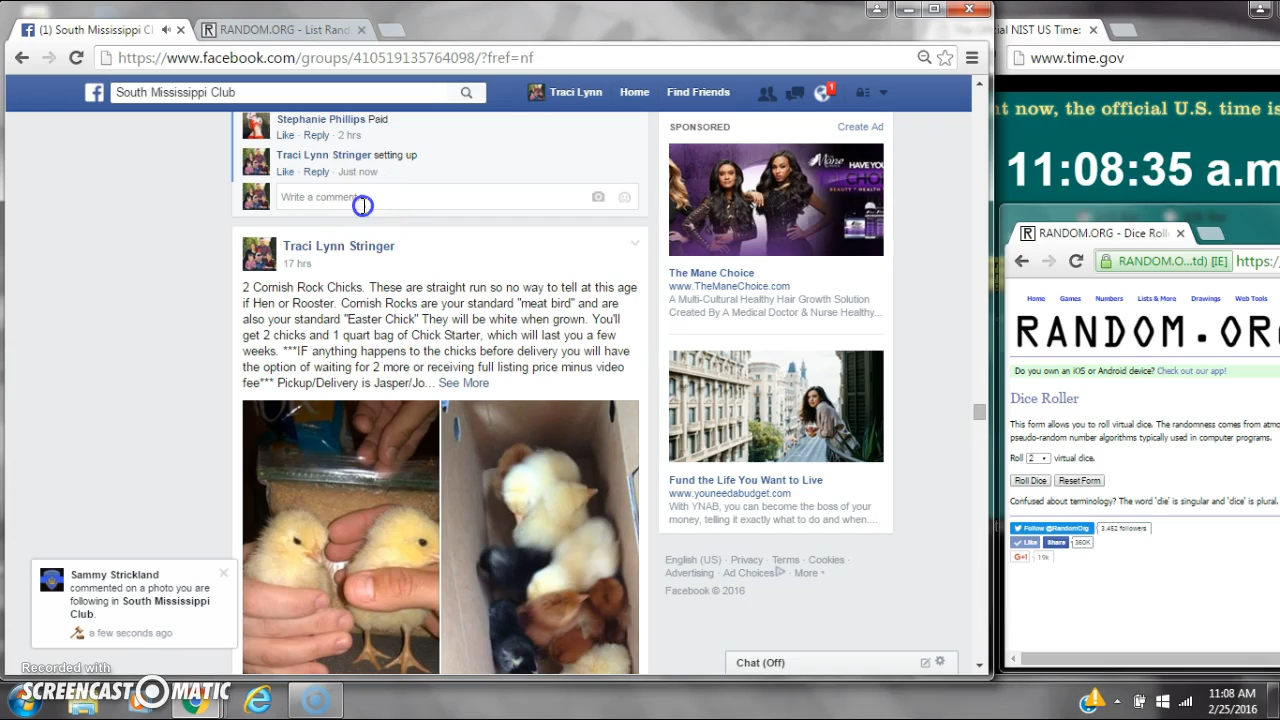 (1) South Mississippi Cl
RANDOM.ORG - List Rand
https://www.facebook.com/groups/410519135764098/?fref=nf
South Mississippi Club
Traci Lynn
Home
Find Friends
1
Stephanie Phillips Paid
Like · Reply · 2 hrs
Traci Lynn Stringer setting up
Like · Reply · Just now
Write a comment
Traci Lynn Stringer
17 hrs
2 Cornish Rock Chicks. These are straight run so no way to tell at this age
if Hen or Rooster. Cornish Rocks are your standard "meat bird" and are
also your standard "Easter Chick" They will be white when grown. You'll
get 2 chicks and 1 quart bag of Chick Starter, which will last you a few
weeks. ***IF anything happens to the chicks before delivery you will have
the option of waiting for 2 more or receiving full listing price minus video
fee*** Pickup/Delivery is Jasper/Jo... See More
SPONSORED
Create Ad
Mane
CHOICE
HAVE YOU
The Mane Choice
www.TheManeChoice.com
A Multi-Cultural Healthy Hair Growth Solution
Created By A Medical Doctor & Nurse Healthy...
Fund the Life You Want to Live
www.youneedabudget.com
With YNAB, you can become the boss of your
money, telling it exactly what to do and when....
English (US) · Privacy · Terms · Cookies ·
Advertising · Ad Choices · More
Facebook © 2016
Chat (Off)
Sammy Strickland
commented on a photo you are
following in South Mississippi
Club.
a few seconds ago
Recorded with
SCREENCAST MATIC
ial NIST US Time:
www.time.gov
nt now, the official U.S. time is
11:08:35 a.m
RANDOM.ORG - Dice Roll
RANDOM.O...td) [IE]
https:/
Home
Games
Numbers
Lists & More
Drawings
Web Tools
RANDOM.OR
Do you own an iOS or Android device? Check out our app!
Dice Roller
This form allows you to roll virtual dice. The randomness comes from atmo
pseudo-random number algorithms typically used in computer programs.
Roll 2 virtual dice.
Roll Dice
Reset Form
Confused about terminology? The word 'die' is singular and 'dice' is plural.
Follow @RandomOrg
3,452 followers
Like
Share
360K
G+1
19k
11:08 AM
2/25/2016